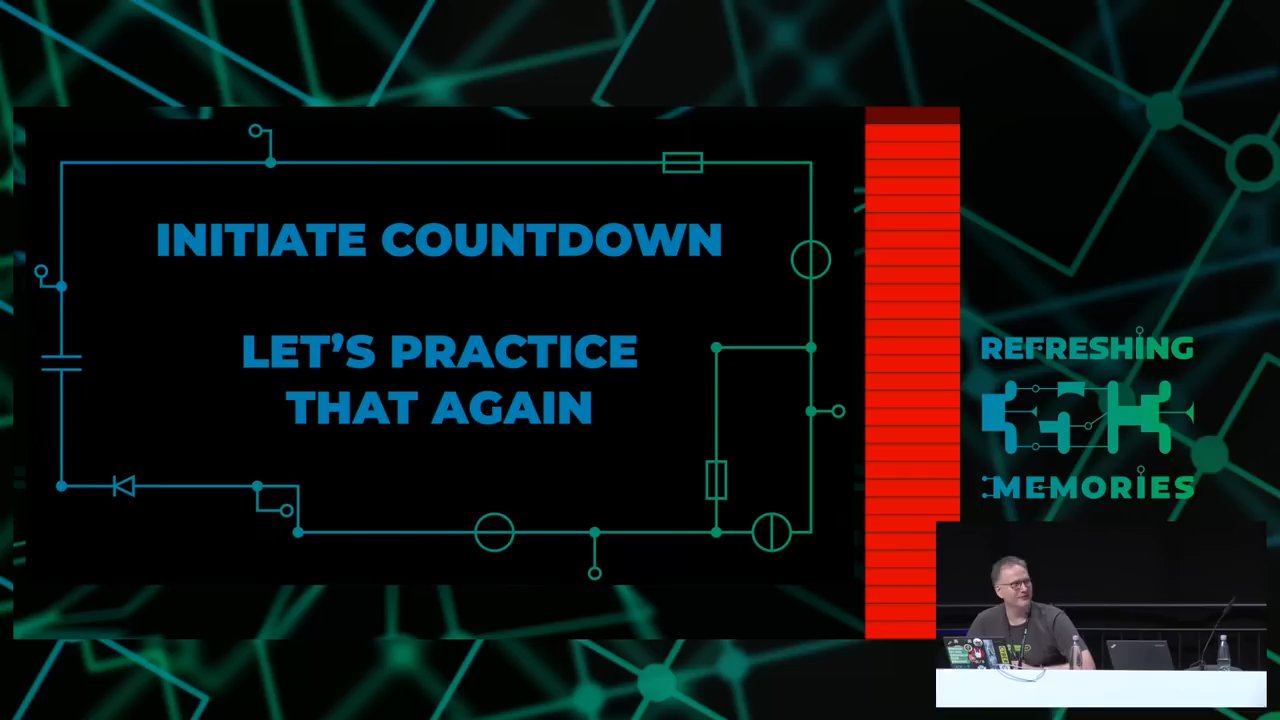 INITIATE COUNTDOWN
LET'S PRACTICE
THAT AGAIN
REFRESHING
MEMORIES